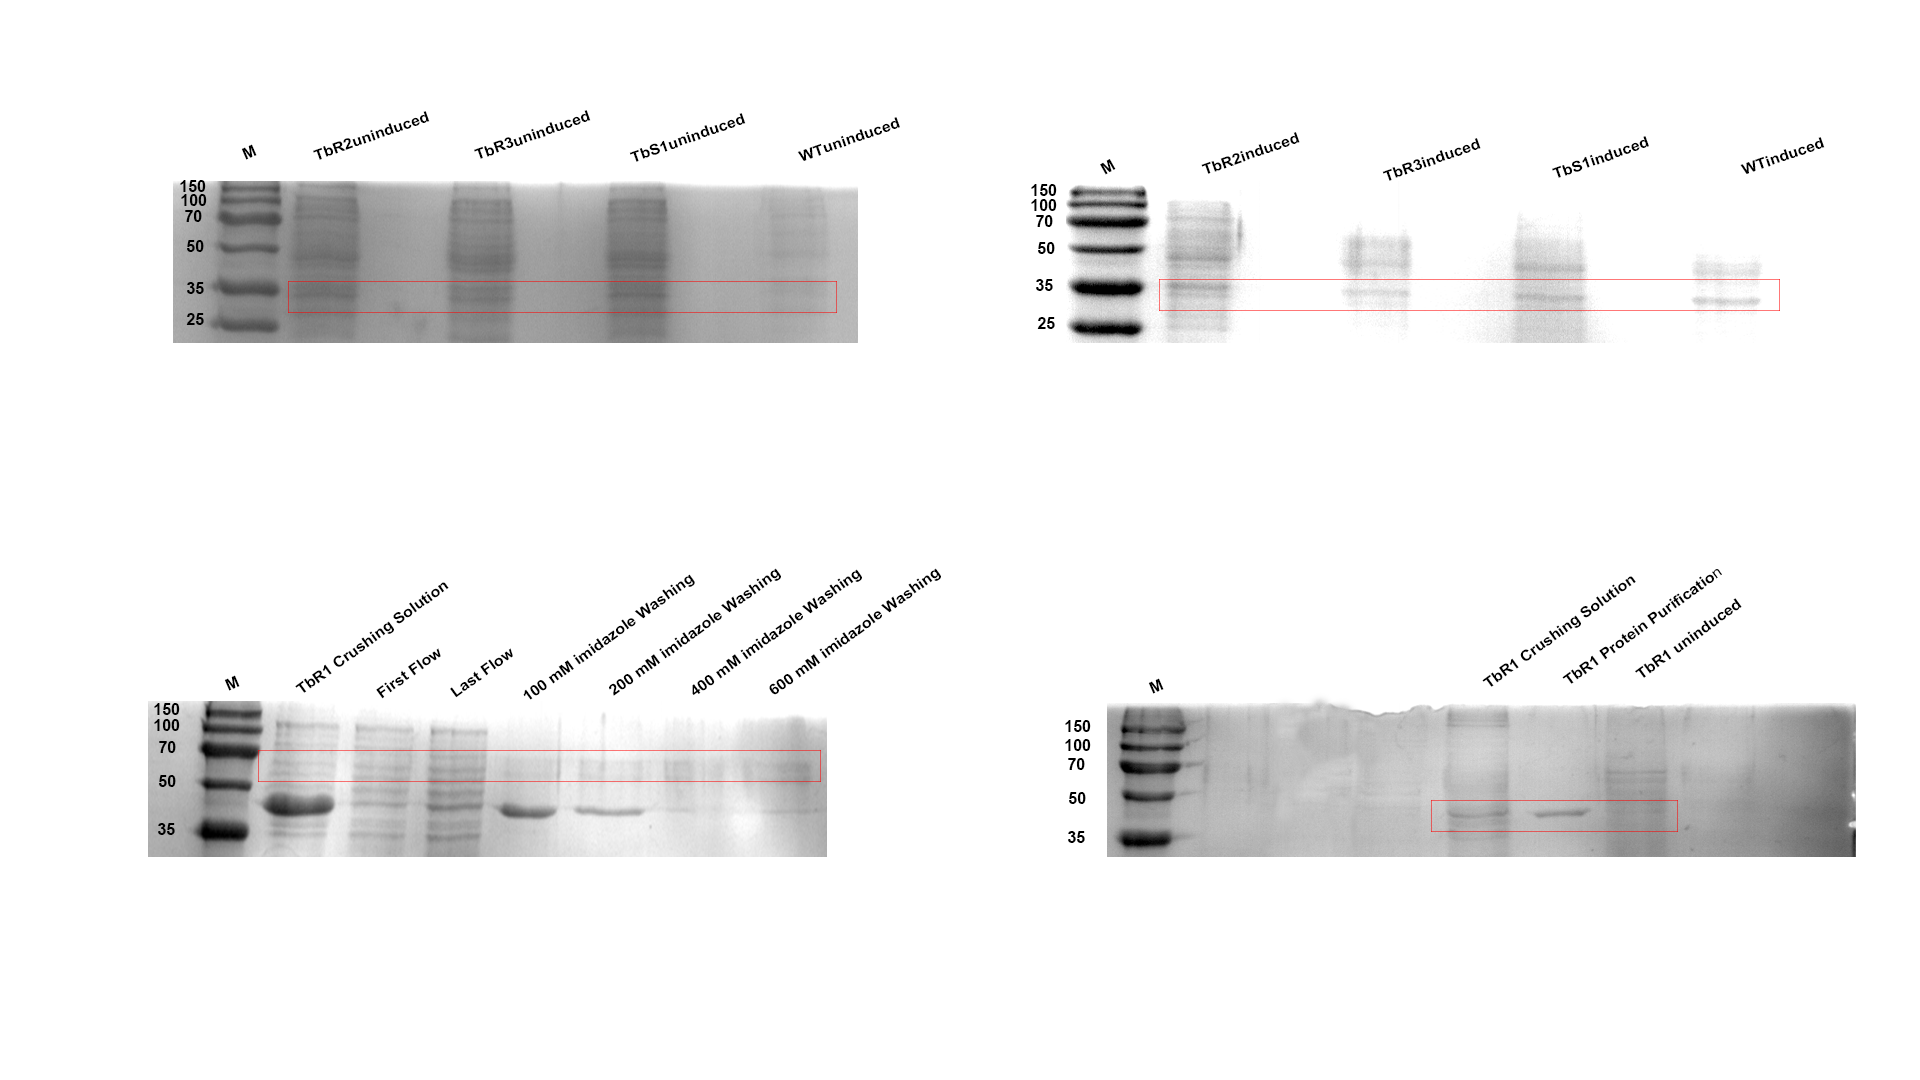 M
TbR2uninduced
TbR3uninduced
TbS1uninduced
WTuninduced
150
100
70
50
35
25
M
TbR2induced
TbR3induced
TbS1induced
WTinduced
150
100
70
50
35
25
M
TbR1 Crushing Solution
First Flow
Last Flow
100 mM imidazole Washing
200 mM imidazole Washing
400 mM imidazole Washing
600 mM imidazole Washing
150
100
70
50
35
M
TbR1 Crushing Solution
TbR1 Protein Purification
TbR1 uninduced
150
100
70
50
35